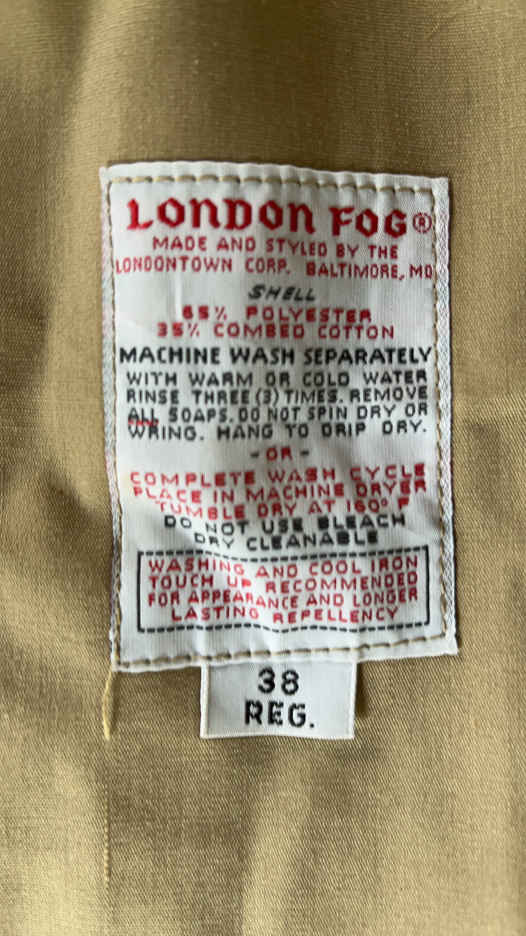 LONDON FOG®
MADE AND STYLED BY THE
LONDONTOWN CORP. BALTIMORE, MD
SHELL
65% POLYESTER
35% COMBED COTTON
MACHINE WASH SEPARATELY
WITH WARM OR COLD WATER
RINSE THREE (3) TIMES. REMOVE
ALL SOAPS. DO NOT SPIN DRY OR
WRING. HANG TO DRIP DRY.
- OR -
COMPLETE WASH CYCLE
PLACE IN MACHINE DRYER
TUMBLE DRY AT 160° F
DO NOT USE BLEACH
DRY CLEANABLE
WASHING AND COOL IRON
TOUCH UP RECOMMENDED
FOR APPEARANCE AND LONGER
LASTING REPELLENCY
38
REG.